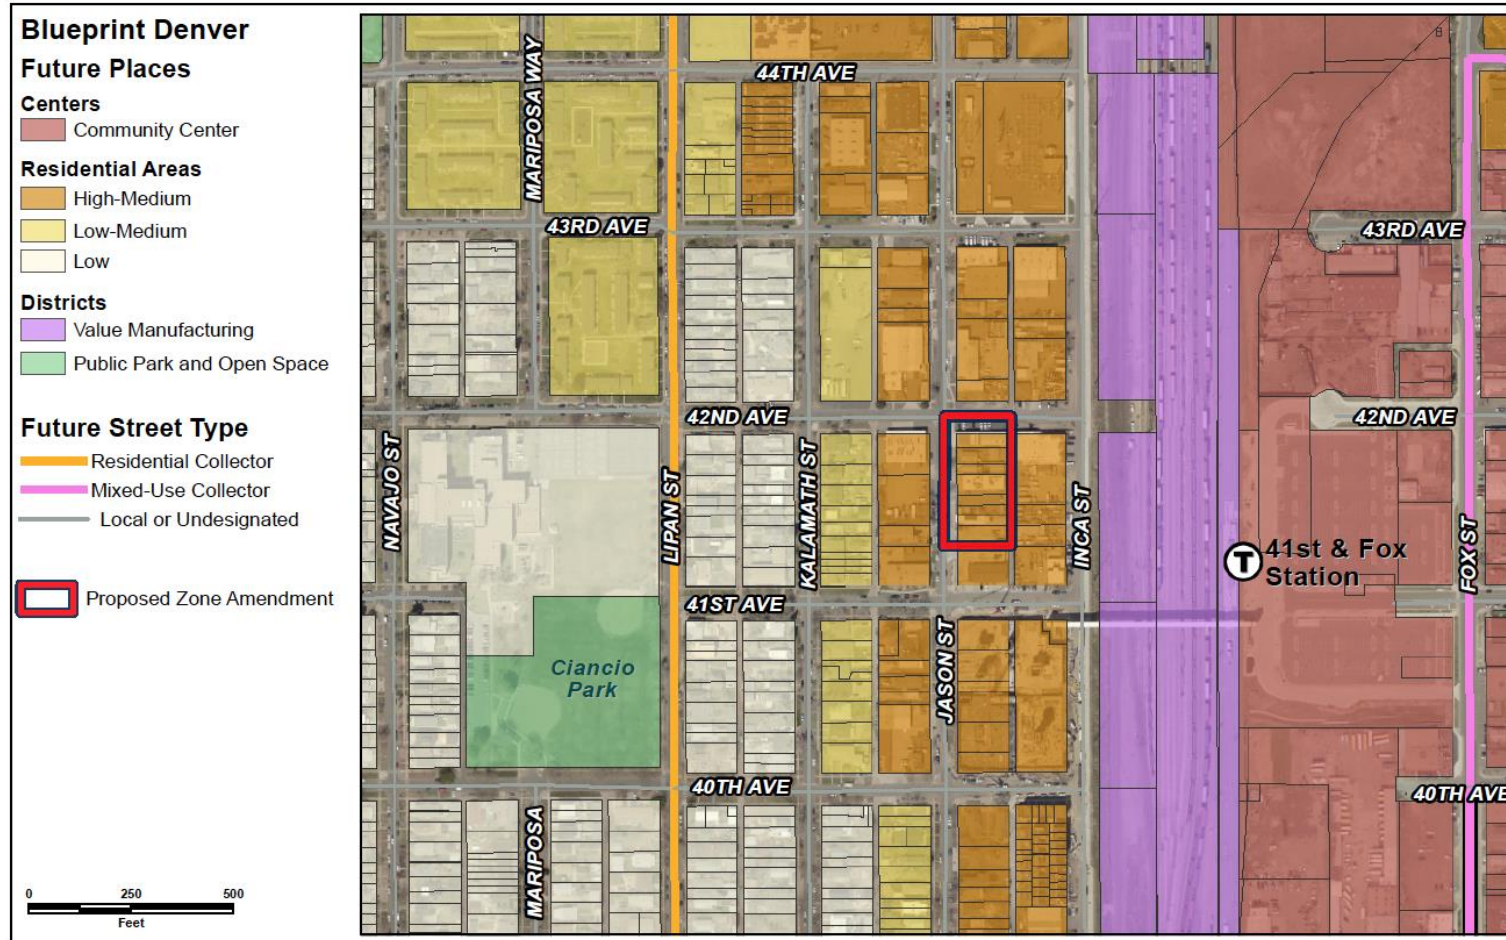 Blueprint Denver
Future Places
Centers
Community Center
Residential Areas
High-Medium
Low-Medium
Low
Districts
Value Manufacturing
Public Park and Open Space
Future Street Type
Residential Collector
Mixed-Use Collector
Local or Undesignated
Proposed Zone Amendment
0 250 500
Feet
MARIPOSA WAY
44TH AVE
43RD AVE
43RD AVE
42ND AVE
42ND AVE
NAVAJO ST
LIPAN ST
KALAMATH ST
INCA ST
FOX ST
41st & Fox
Station
T
41ST AVE
JASON ST
Ciancio
Park
40TH AVE
40TH AVE
MARIPOSA